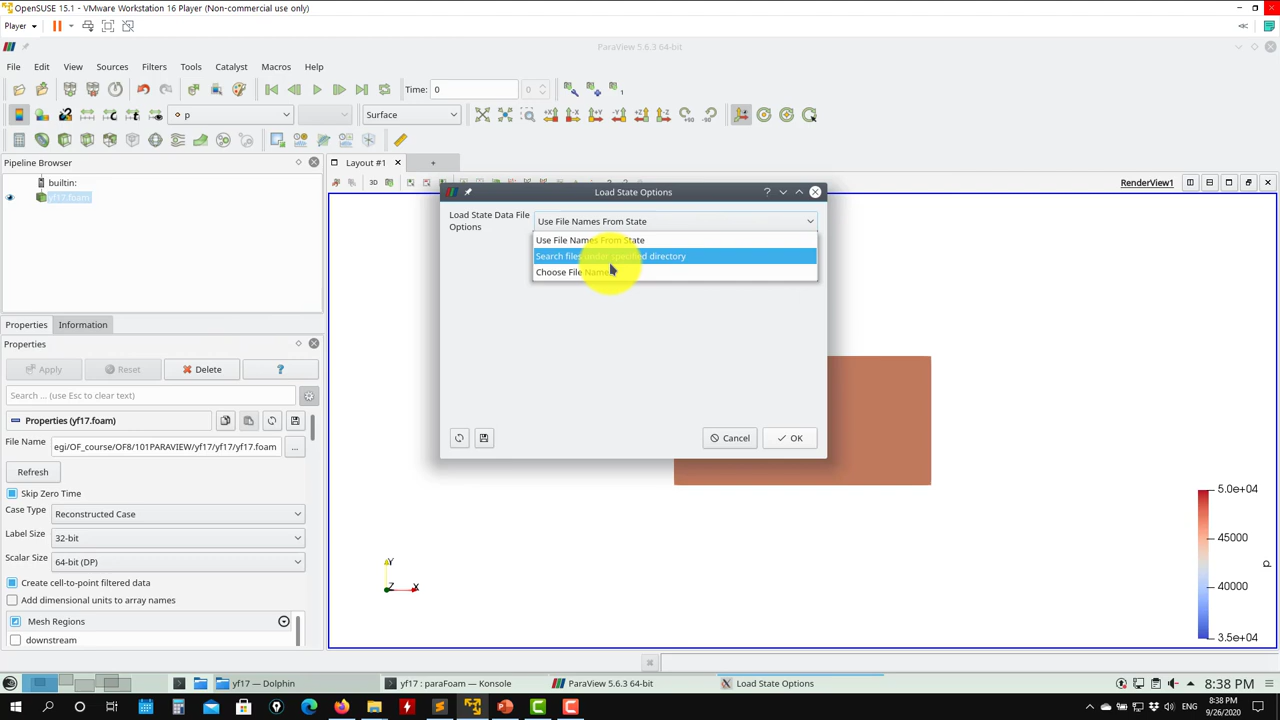 OpenSUSE 15.1 - VMware Workstation 16 Player (Non-commercial use only)
Player
ParaView 5.6.3 64-bit
File Edit View Sources Filters Tools Catalyst Macros Help
Time: 0 0 1
p Surface +X -X +Y -Y +Z -Z +90 -90
Pipeline Browser
Layout #1 +
builtin:
yf17.foam
3D
RenderView1
Load State Options
?
Load State Data File
Options
Use File Names From State
Use File Names From State
Search files under specified directory
Choose File Names
Cancel OK
Properties Information
Properties
Apply Reset Delete ?
Search ... (use Esc to clear text)
Properties (yf17.foam)
File Name egi/OF_course/OF8/101PARAVIEW/yf17/yf17/yf17.foam ...
Refresh
Skip Zero Time
Case Type Reconstructed Case
Label Size 32-bit
Scalar Size 64-bit (DP)
Create cell-to-point filtered data
Add dimensional units to array names
Mesh Regions
downstream
Y
Z X
5.0e+04
45000
40000
3.5e+04
p
yf17 — Dolphin yf17 : paraFoam — Konsole ParaView 5.6.3 64-bit Load State Options 8:38 PM
8:38 PM
9/26/2020